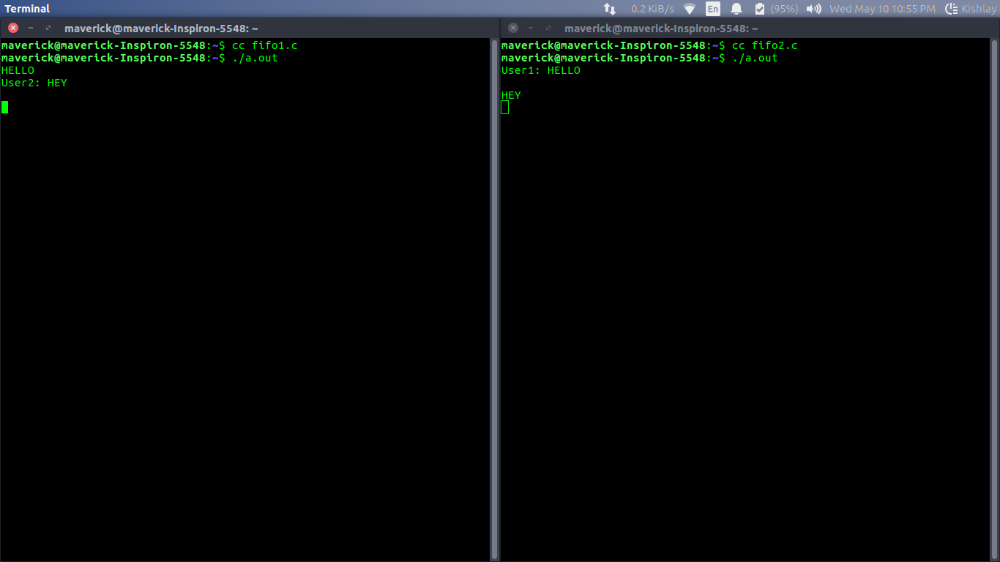 Terminal
0.2 KiB/s En (95%) Wed May 10 10:55 PM Kishlay
maverick@maverick-Inspiron-5548: ~
maverick@maverick-Inspiron-5548:~$ cc fifo1.c
maverick@maverick-Inspiron-5548:~$ ./a.out
HELLO
User2: HEY
maverick@maverick-Inspiron-5548: ~
maverick@maverick-Inspiron-5548:~$ cc fifo2.c
maverick@maverick-Inspiron-5548:~$ ./a.out
User1: HELLO
HEY